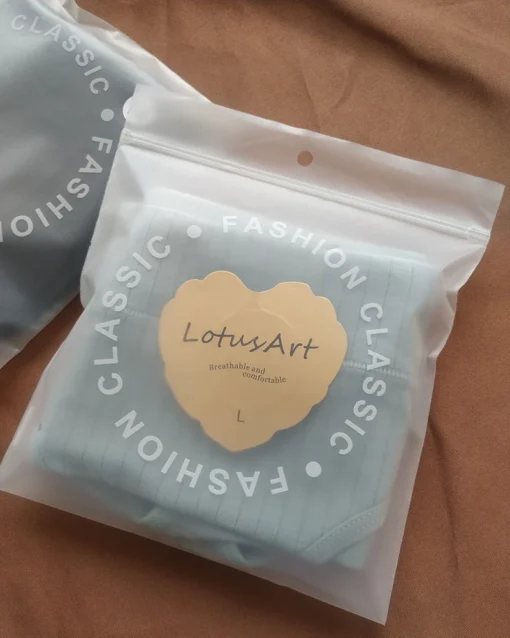 CLASSIC • FASHION
FASHION CLASSIC • FASHION CLASSIC •
LotusArt
Breathable and
comfortable
L